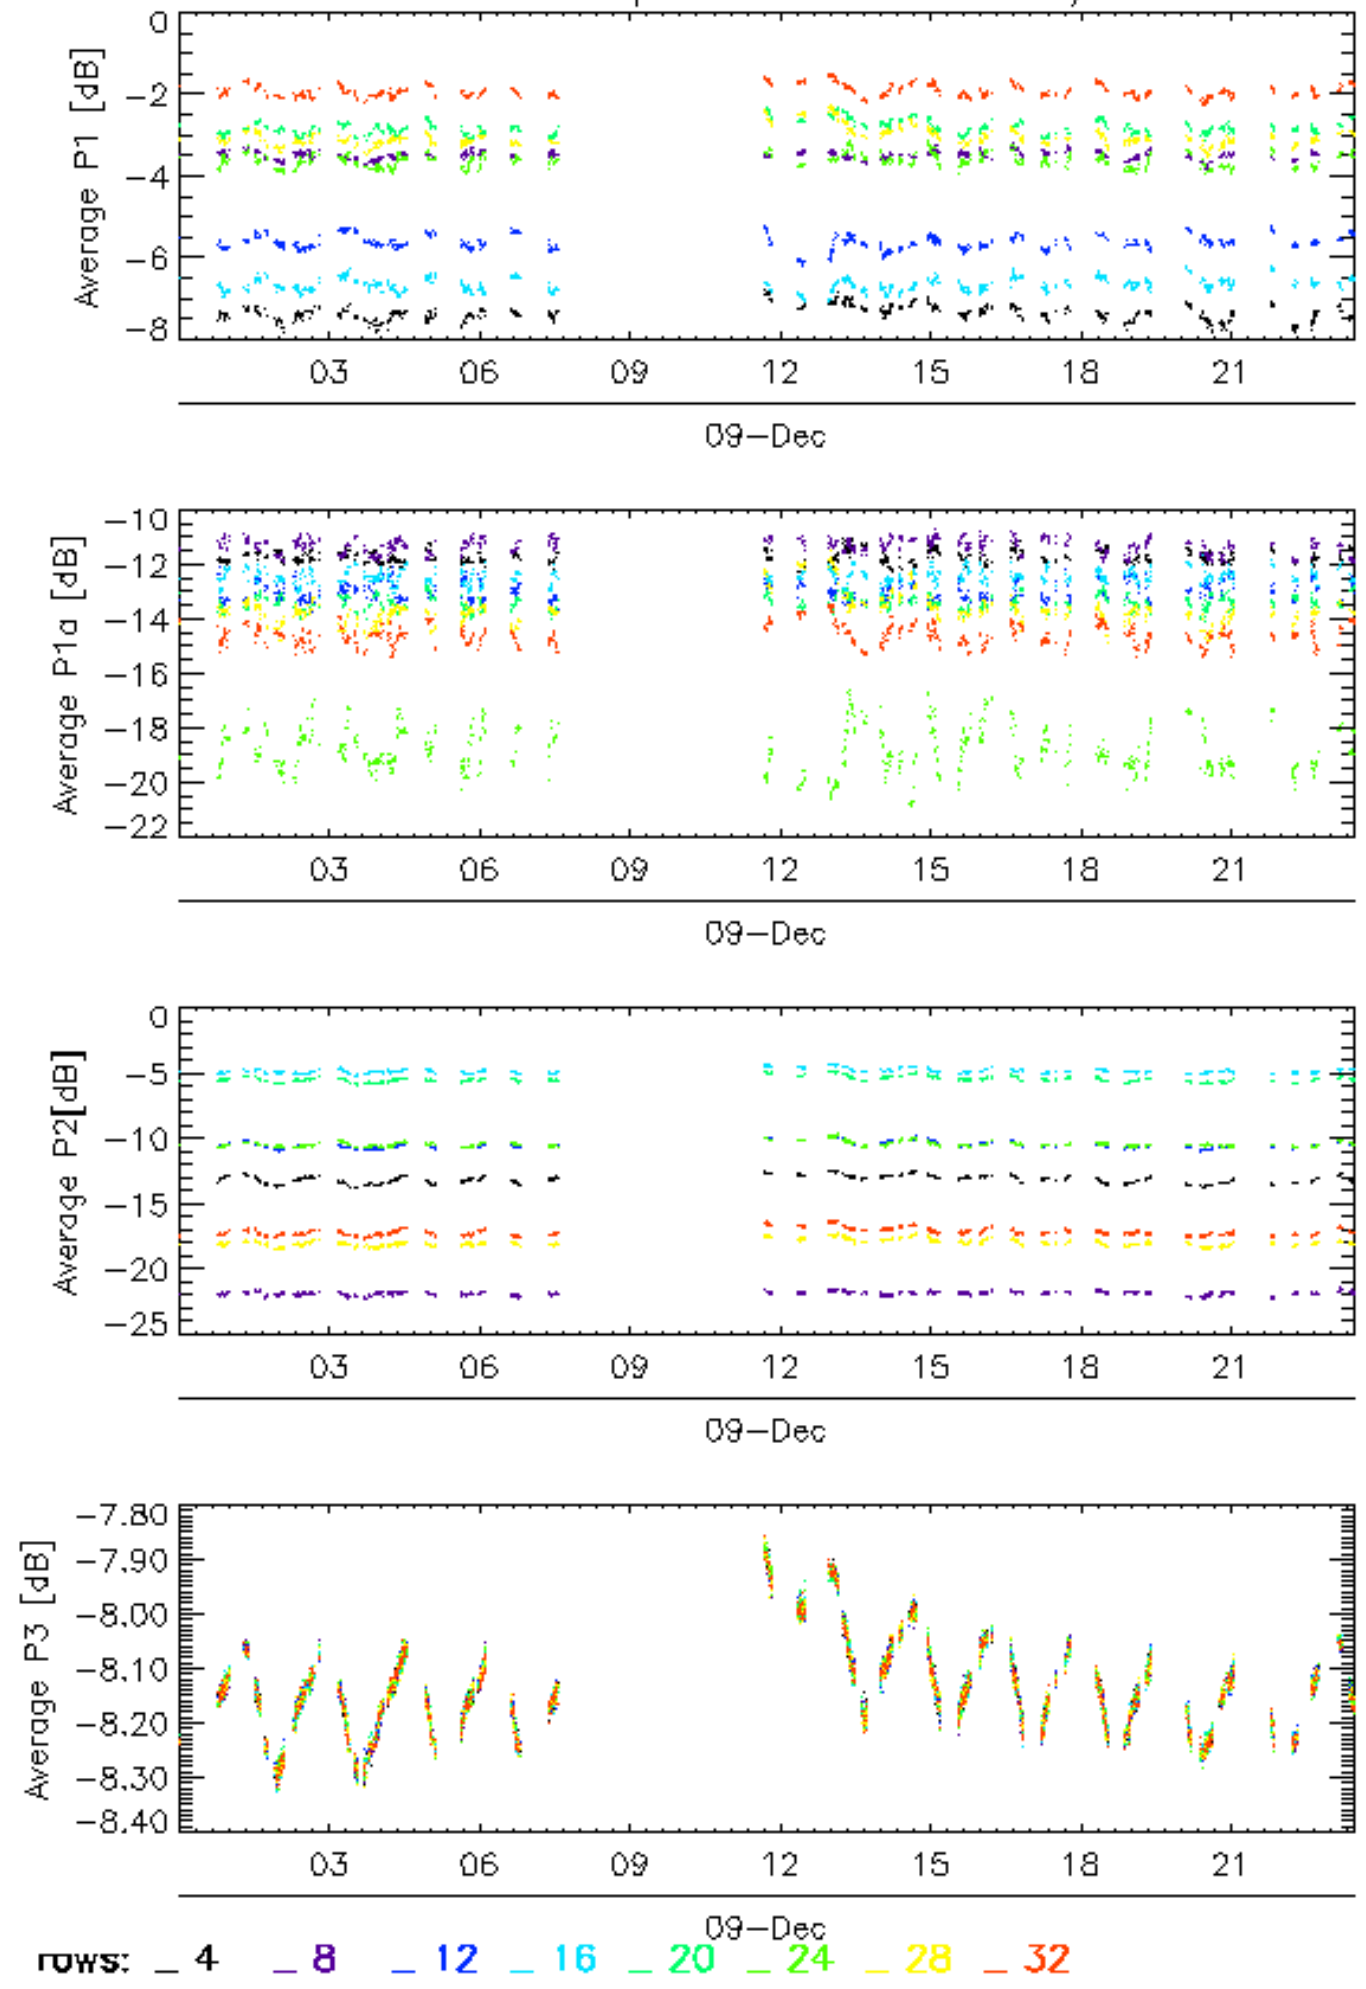 0
−2
−4
−6
−8
Average P1 [dB]
03 06 09 12 15 18 21
09−Dec
−10
−12
−14
−16
−18
−20
−22
Average P1a [dB]
03 06 09 12 15 18 21
09−Dec
0
−5
−10
−15
−20
−25
Average P2[dB]
03 06 09 12 15 18 21
09−Dec
−7.80
−7.90
−8.00
−8.10
−8.20
−8.30
−8.40
Average P3 [dB]
03 06 09 12 15 18 21
09−Dec
rows: _ 4 _ 8 _ 12 _ 16 _ 20 _ 24 _ 28 _ 32